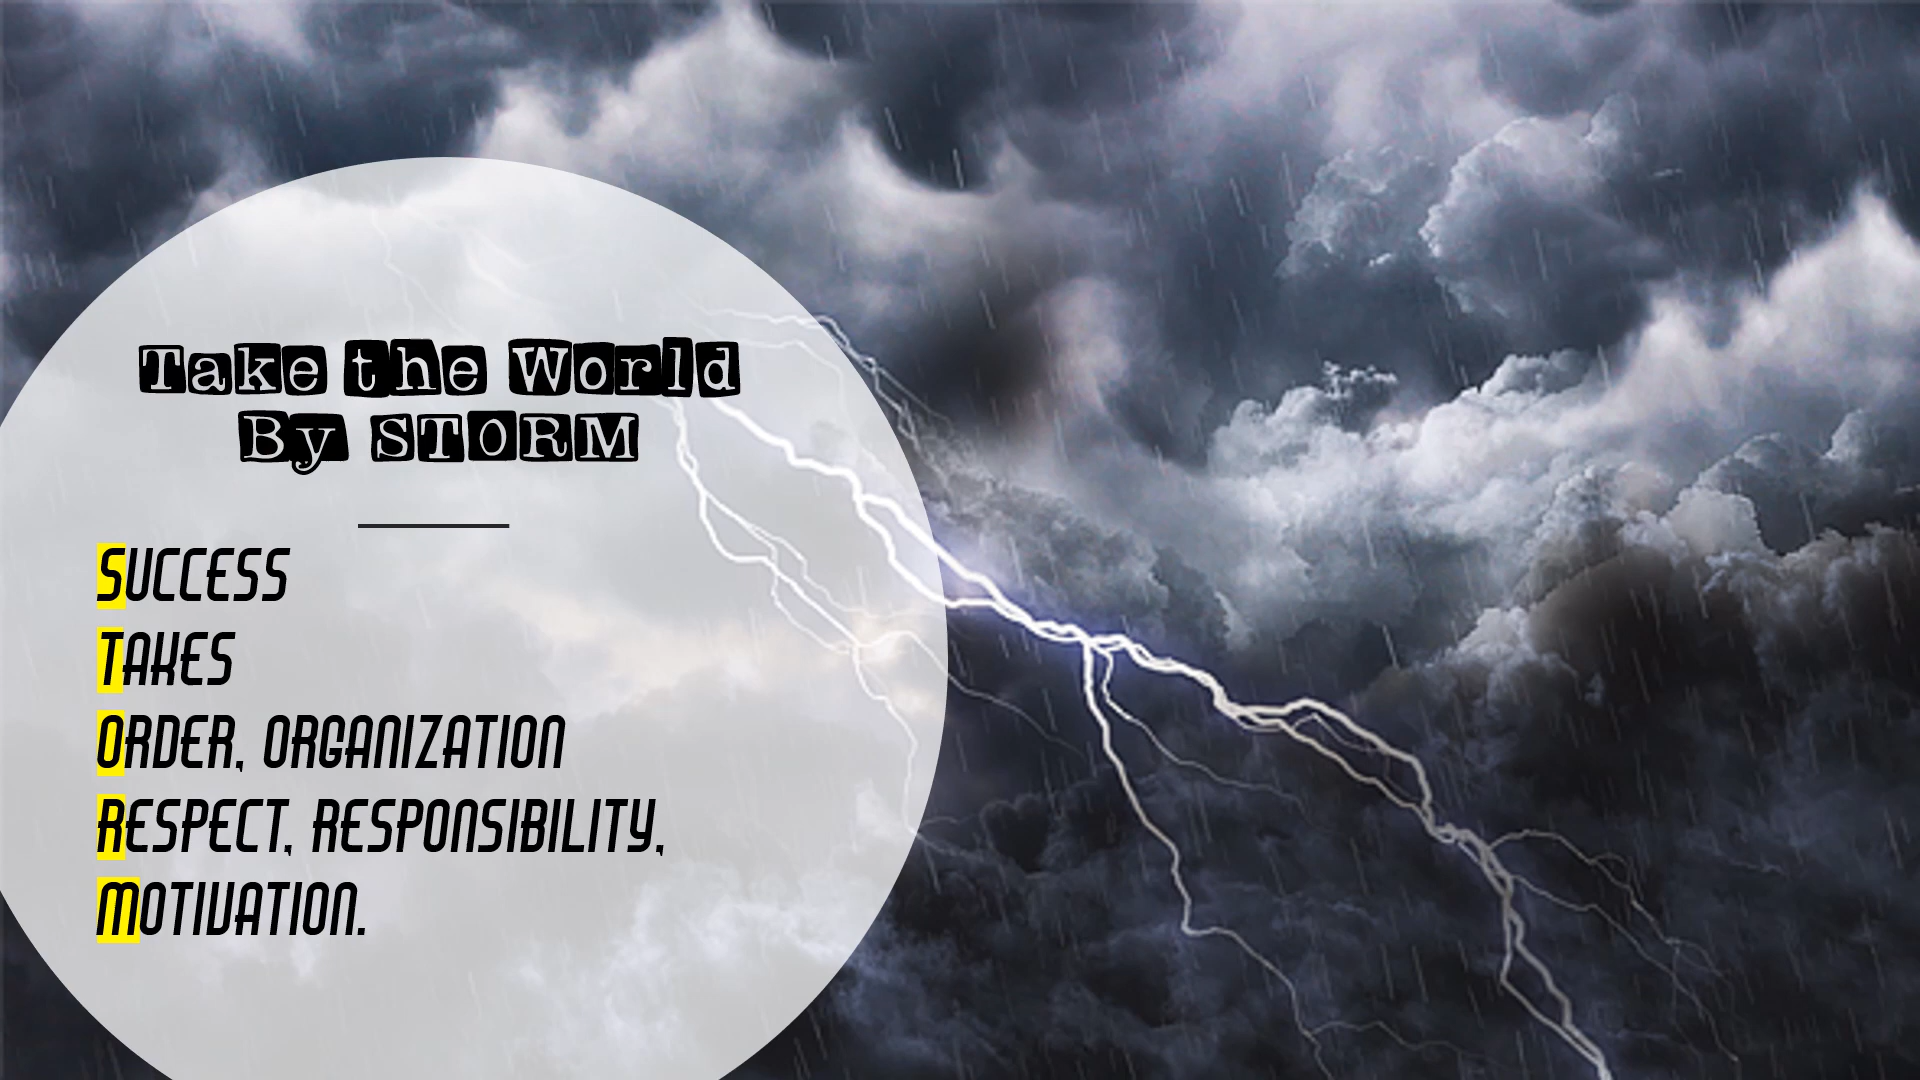 Take the World
By STORM
SUCCESS
TAKES
ORDER, ORGANIZATION
RESPECT, RESPONSIBILITY,
MOTIVATION.